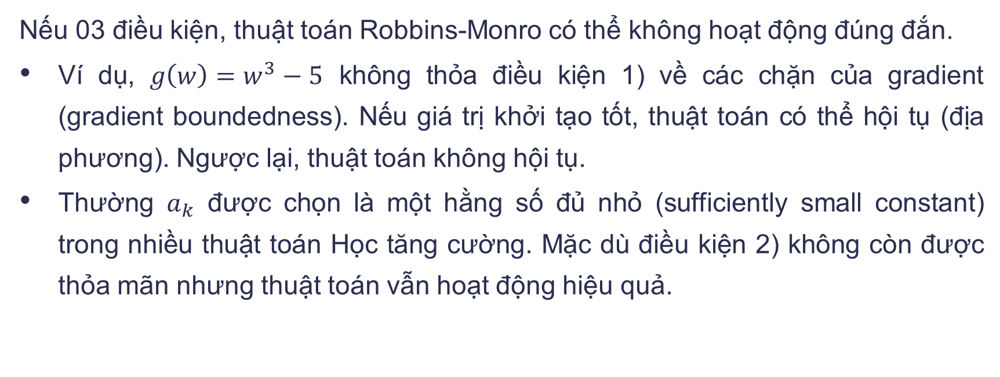 Nếu 03 điều kiện, thuật toán Robbins-Monro có thể không hoạt động đúng đắn.
• Ví dụ, g(w) = w³ − 5 không thỏa điều kiện 1) về các chặn của gradient
(gradient boundedness). Nếu giá trị khởi tạo tốt, thuật toán có thể hội tụ (địa
phương). Ngược lại, thuật toán không hội tụ.
• Thường aₖ được chọn là một hằng số đủ nhỏ (sufficiently small constant)
trong nhiều thuật toán Học tăng cường. Mặc dù điều kiện 2) không còn được
thỏa mãn nhưng thuật toán vẫn hoạt động hiệu quả.